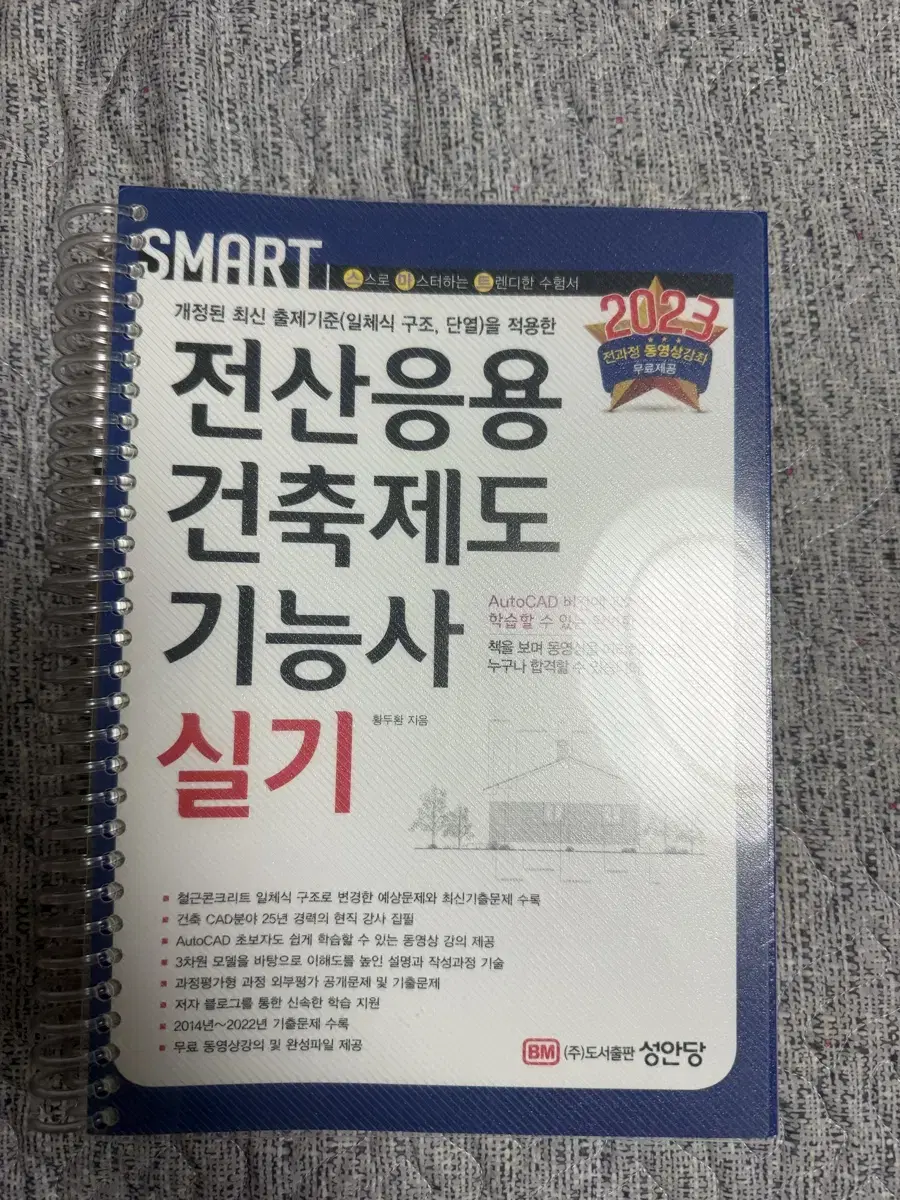 SMART
스스로 마스터하는 트렌디한 수험서
개정된 최신 출제기준(일체식 구조, 단열)을 적용한
2023
전과정 동영상강좌
무료제공
전산응용
건축제도
기능사
실기
황두환 지음
AutoCAD
학습할 수 있는
책을 보며 동영상을
누구나 합격할 수
철근콘크리트 일체식 구조로 변경한 예상문제와 최신기출문제 수록
건축 CAD분야 25년 경력의 현직 강사 집필
AutoCAD 초보자도 쉽게 학습할 수 있는 동영상 강의 제공
3차원 모델을 바탕으로 이해도를 높인 설명과 작성과정 기술
과정평가형 과정 외부평가 공개문제 및 기출문제
저자 블로그를 통한 신속한 학습 지원
2014년~2022년 기출문제 수록
무료 동영상강의 및 완성파일 제공
BM (주)도서출판 성안당